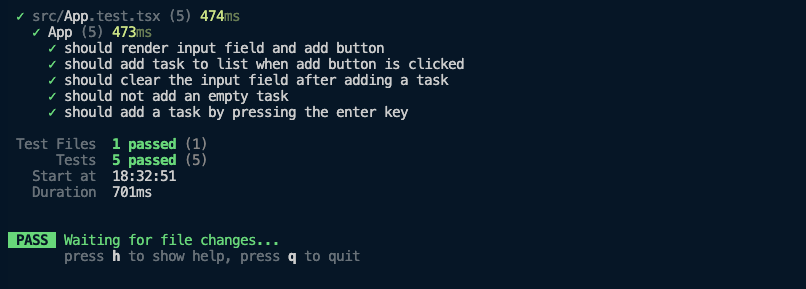 ✓ src/App.test.tsx (5) 474ms
✓ App (5) 473ms
✓ should render input field and add button
✓ should add task to list when add button is clicked
✓ should clear the input field after adding a task
✓ should not add an empty task
✓ should add a task by pressing the enter key
Test Files 1 passed (1)
Tests 5 passed (5)
Start at 18:32:51
Duration 701ms
PASS Waiting for file changes...
press h to show help, press q to quit